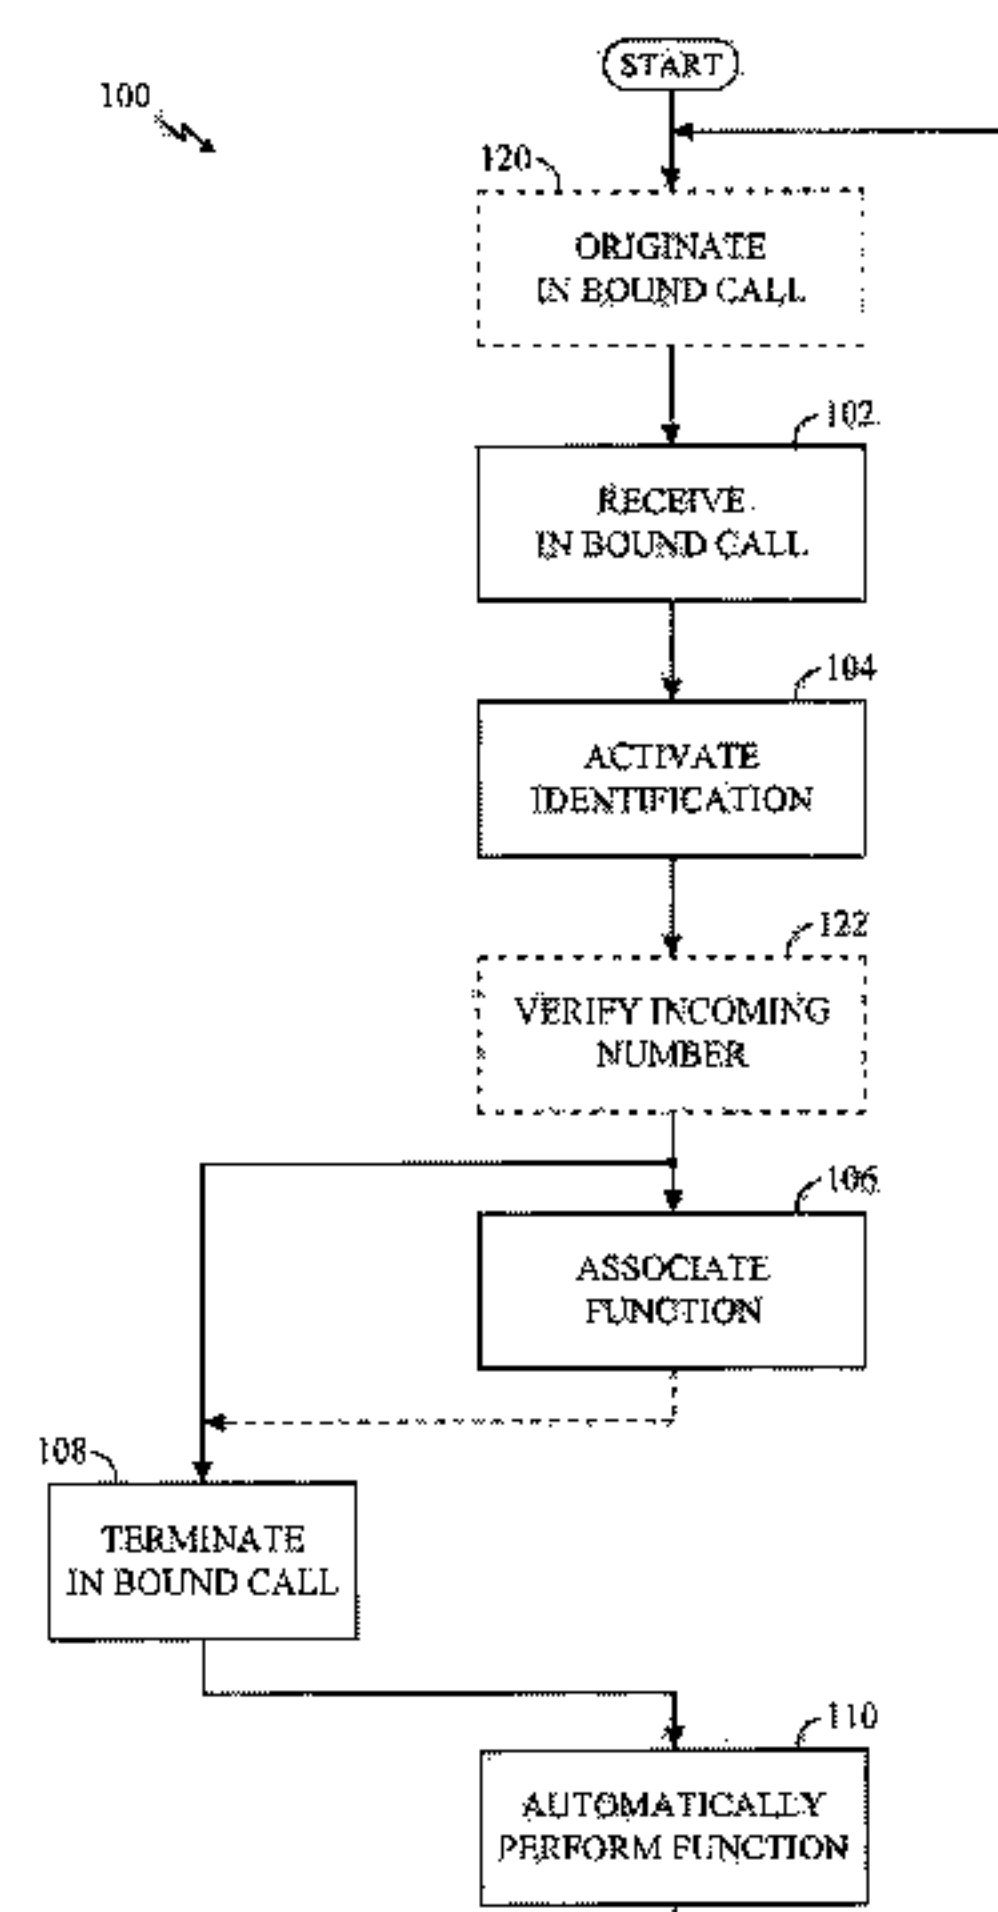 START
100
120
ORIGINATE
IN BOUND CALL
102
RECEIVE
IN BOUND CALL
104
ACTIVATE
IDENTIFICATION
122
VERIFY INCOMING
NUMBER
106
ASSOCIATE
FUNCTION
108
TERMINATE
IN BOUND CALL
110
AUTOMATICALLY
PERFORM FUNCTION